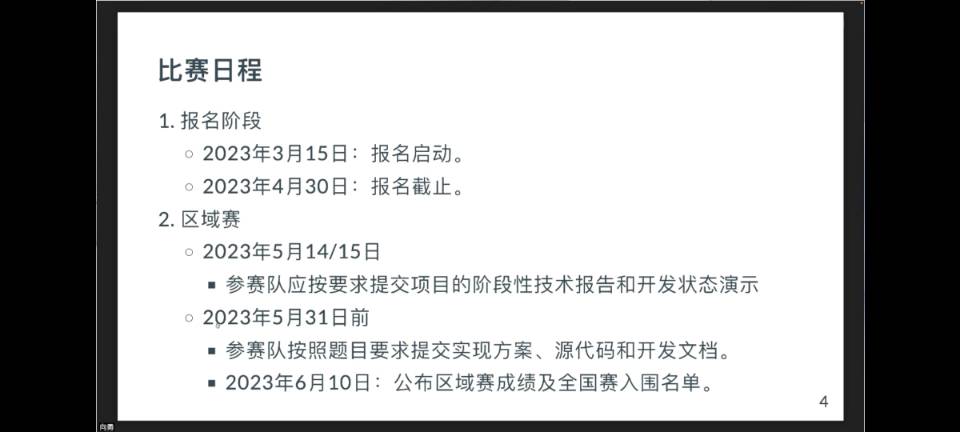 比赛日程
1. 报名阶段
○ 2023年3月15日：报名启动。
○ 2023年4月30日：报名截止。
2. 区域赛
○ 2023年5月14/15日
▪ 参赛队应按要求提交项目的阶段性技术报告和开发状态演示
○ 2023年5月31日前
▪ 参赛队按照题目要求提交实现方案、源代码和开发文档。
▪ 2023年6月10日：公布区域赛成绩及全国赛入围名单。
4
向勇